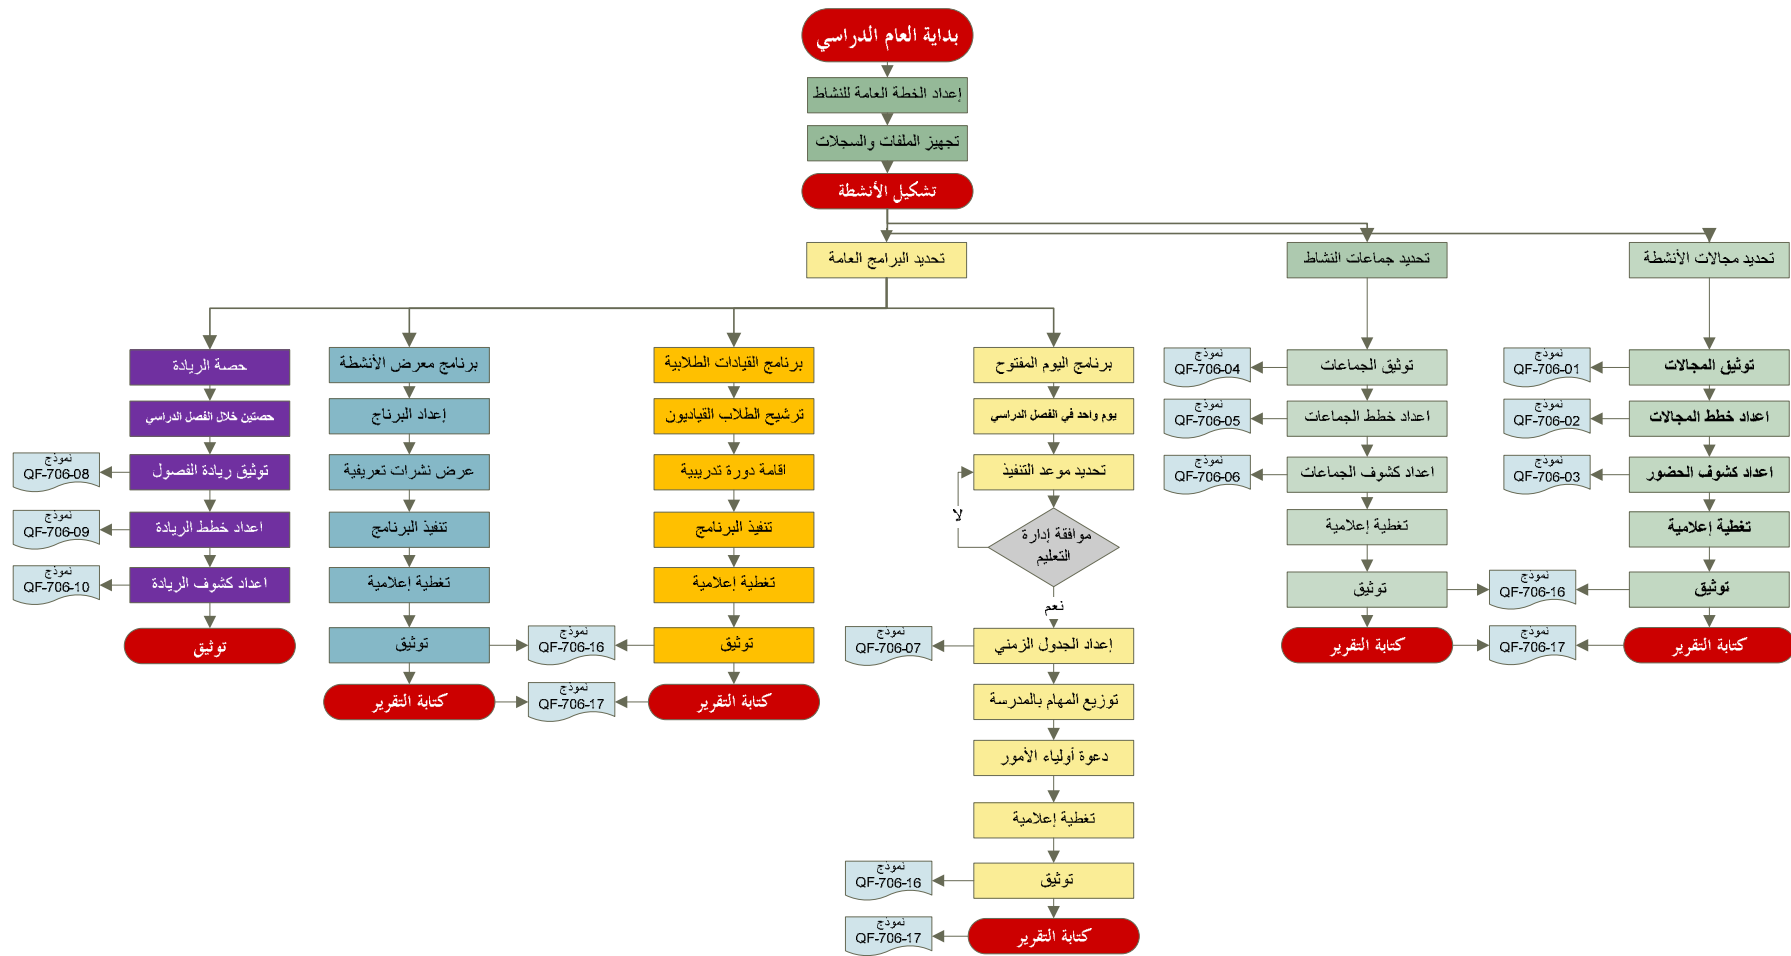 بداية العام الدراسي
إعداد الخطة العامة للنشاط
تجهيز الملفات والسجلات
تشكيل الأنشطة
تحديد مجالات الأنشطة
تحديد جماعات النشاط
تحديد البرامج العامة
توثيق المجالات
نموذج
QF-706-01
اعداد خطط المجالات
نموذج
QF-706-02
اعداد كشوف الحضور
نموذج
QF-706-03
تغطية إعلامية
توثيق
نموذج
QF-706-16
كتابة التقرير
نموذج
QF-706-17
توثيق الجماعات
نموذج
QF-706-04
اعداد خطط الجماعات
نموذج
QF-706-05
اعداد كشوف الجماعات
نموذج
QF-706-06
تغطية إعلامية
توثيق
كتابة التقرير
برنامج اليوم المفتوح
يوم واحد في الفصل الدراسي
تحديد موعد التنفيذ
لا
موافقة إدارة
التعليم
نعم
إعداد الجدول الزمني
نموذج
QF-706-07
توزيع المهام بالمدرسة
دعوة أولياء الأمور
تغطية إعلامية
توثيق
نموذج
QF-706-16
كتابة التقرير
نموذج
QF-706-17
برنامج القيادات الطلابية
ترشيح الطلاب القياديون
اقامة دورة تدريبية
تنفيذ البرنامج
تغطية إعلامية
توثيق
نموذج
QF-706-16
كتابة التقرير
نموذج
QF-706-17
برنامج معرض الأنشطة
إعداد البرناج
عرض نشرات تعريفية
تنفيذ البرنامج
تغطية إعلامية
توثيق
كتابة التقرير
حصة الريادة
حصتين خلال الفصل الدراسي
توثيق ريادة الفصول
نموذج
QF-706-08
اعداد خطط الريادة
نموذج
QF-706-09
اعداد كشوف الريادة
نموذج
QF-706-10
توثيق